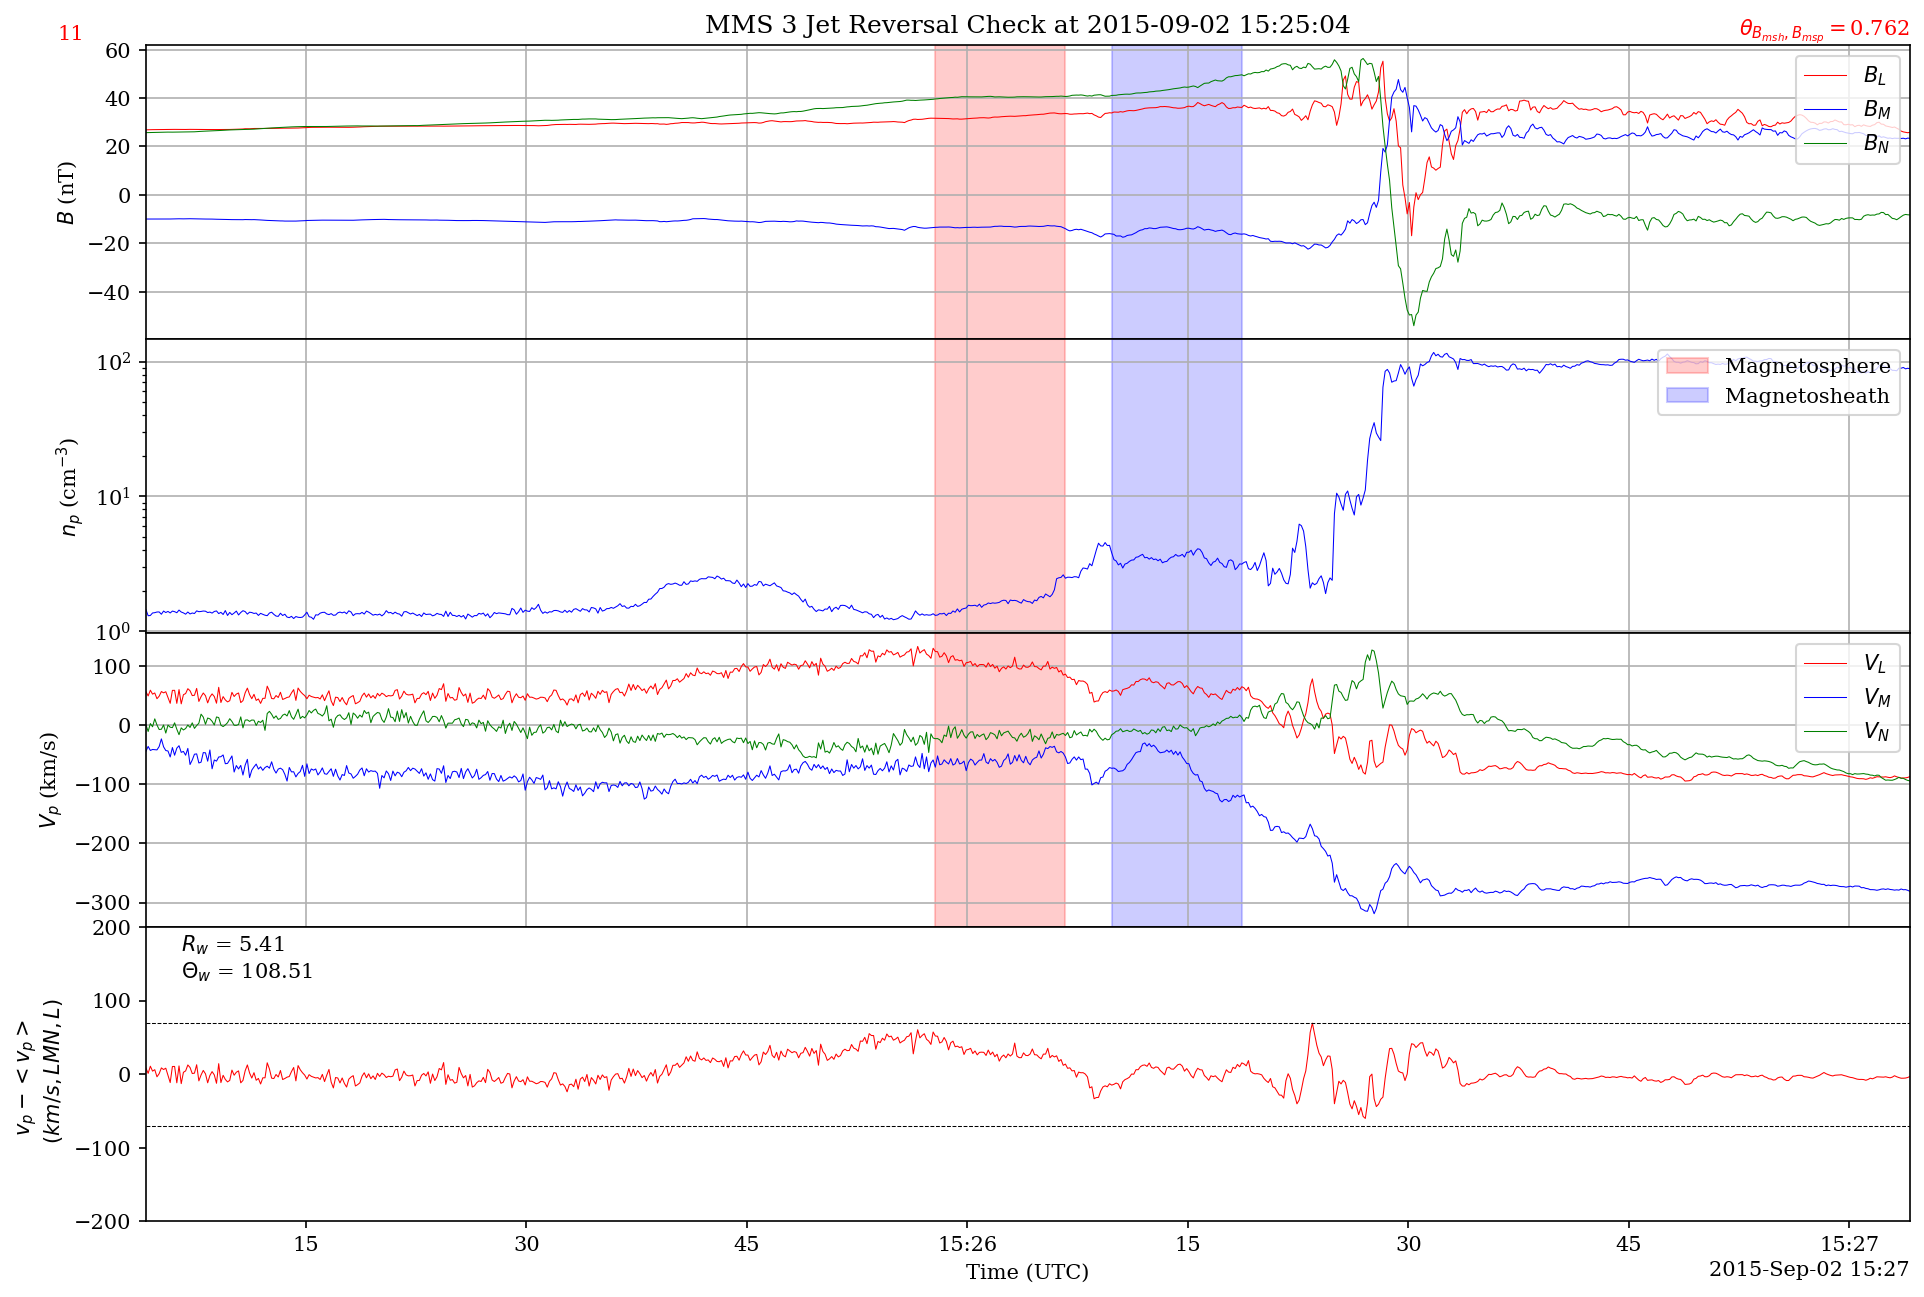 MMS 3 Jet Reversal Check at 2015-09-02 15:25:04
11
θ_{B_{msh}, B_{msp}} = 0.762
60
40
20
0
−20
−40
B (nT)
B_L
B_M
B_N
10^2
10^1
10^0
n_p (cm^{−3})
Magnetosphere
Magnetosheath
100
0
−100
−200
−300
V_p (km/s)
V_L
V_M
V_N
200
100
0
−100
−200
v_p − < v_p >
(km/s, LMN, L)
R_w = 5.41
Θ_w = 108.51
15 30 45 15:26 15 30 45 15:27
Time (UTC)
2015-Sep-02 15:27